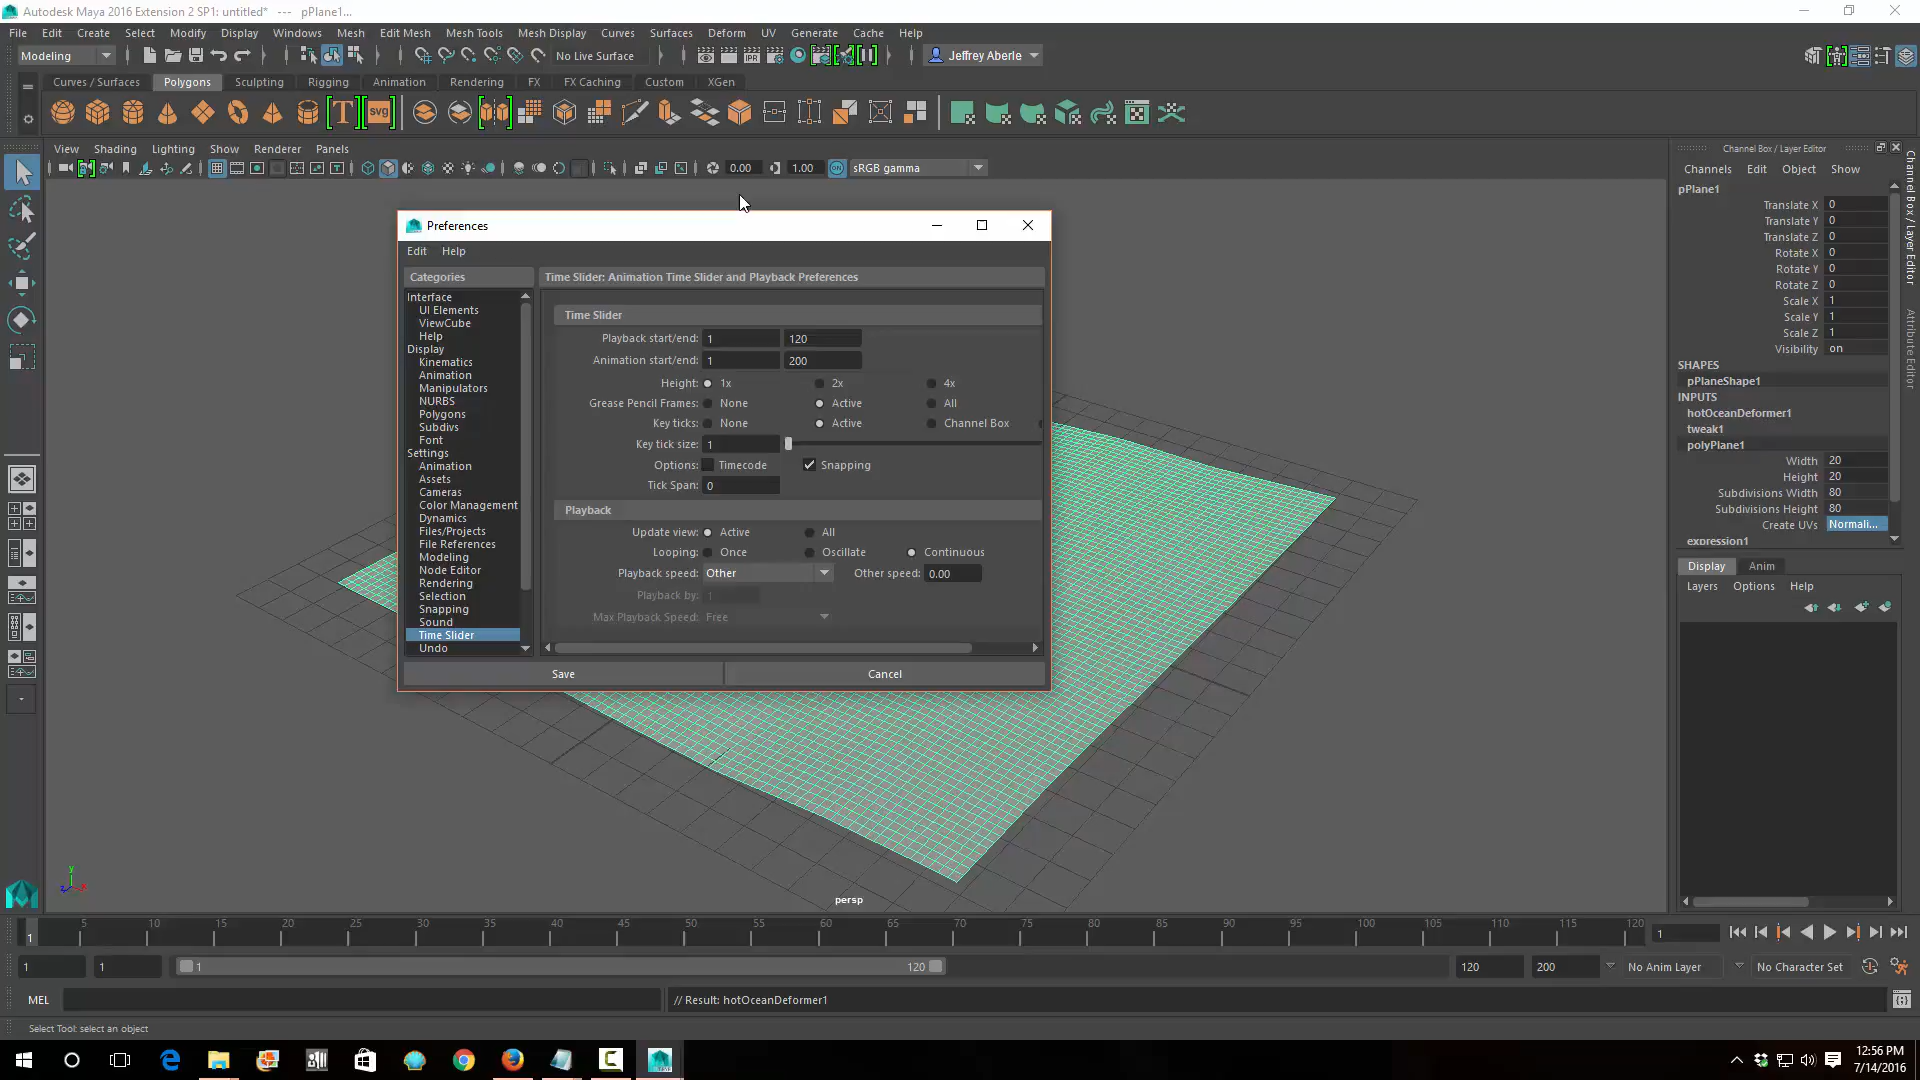 Autodesk Maya 2016 Extension 2 SP1: untitled* --- pPlane1...
File Edit Create Select Modify Display Windows Mesh Edit Mesh Mesh Tools Mesh Display Curves Surfaces Deform UV Generate Cache Help
Modeling No Live Surface Jeffrey Aberle
Curves / Surfaces Polygons Sculpting Rigging Animation Rendering FX FX Caching Custom XGen
T svg
View Shading Lighting Show Renderer Panels
0.00 1.00 ON sRGB gamma
Channel Box / Layer Editor
Channels Edit Object Show
pPlane1
Translate X 0
Translate Y 0
Translate Z 0
Rotate X 0
Rotate Y 0
Rotate Z 0
Scale X 1
Scale Y 1
Scale Z 1
Visibility on
SHAPES
pPlaneShape1
INPUTS
hotOceanDeformer1
tweak1
polyPlane1
Width 20
Height 20
Subdivisions Width 80
Subdivisions Height 80
Create UVs Normali...
expression1
Display Anim
Layers Options Help
Channel Box / Layer Editor
Attribute Editor
Preferences
Edit Help
Categories
Interface
UI Elements
ViewCube
Help
Display
Kinematics
Animation
Manipulators
NURBS
Polygons
Subdivs
Font
Settings
Animation
Assets
Cameras
Color Management
Dynamics
Files/Projects
File References
Modeling
Node Editor
Rendering
Selection
Snapping
Sound
Time Slider
Undo
Time Slider: Animation Time Slider and Playback Preferences
Time Slider
Playback start/end: 1 120
Animation start/end: 1 200
Height: 1x 2x 4x
Grease Pencil Frames: None Active All
Key ticks: None Active Channel Box
Key tick size: 1
Options: Timecode Snapping
Tick Span: 0
Playback
Update view: Active All
Looping: Once Oscillate Continuous
Playback speed: Other Other speed: 0.00
Playback by: 1
Max Playback Speed: Free
Save Cancel
y
z x
persp
1 5 10 15 20 25 30 35 40 45 50 55 60 65 70 75 80 85 90 95 100 105 110 115 120 1
1 1 1 120 120 200 No Anim Layer No Character Set
MEL // Result: hotOceanDeformer1
Select Tool: select an object
12:56 PM
7/14/2016